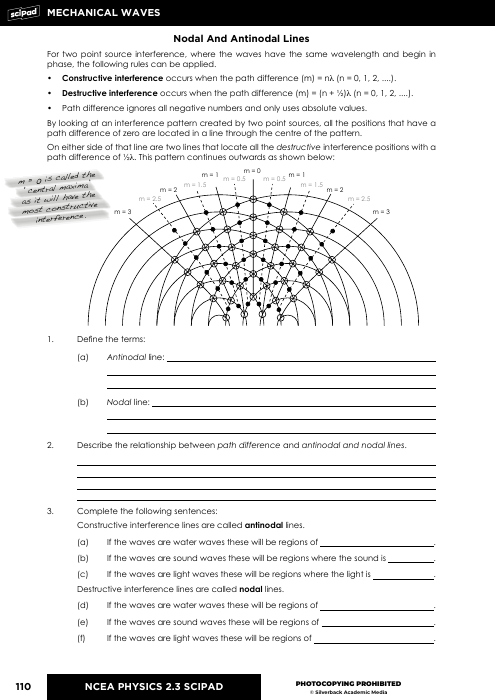 scipad MECHANICAL WAVES
Nodal And Antinodal Lines
For two point source interference, where the waves have the same wavelength and begin in
phase, the following rules can be applied.
• Constructive interference occurs when the path difference (m) = nλ (n = 0, 1, 2, ....).
• Destructive interference occurs when the path difference (m) = (n + ½)λ (n = 0, 1, 2, ....).
• Path difference ignores all negative numbers and only uses absolute values.
By looking at an interference pattern created by two point sources, all the positions that have a
path difference of zero are located in a line through the centre of the pattern.
On either side of that line are two lines that locate all the destructive interference positions with a
path difference of ½λ. This pattern continues outwards as shown below:
m = 0 is called the
central maxima
as it will have the
most constructive
interference.
m = 0
m = 1 m = 0.5 m = 0.5 m = 1
m = 1.5 m = 1.5
m = 2 m = 2
m = 2.5 m = 2.5
m = 3 m = 3
1. Define the terms:
(a) Antinodal line:
(b) Nodal line:
2. Describe the relationship between path difference and antinodal and nodal lines.
3. Complete the following sentences:
Constructive interference lines are called antinodal lines.
(a) If the waves are water waves these will be regions of .
(b) If the waves are sound waves these will be regions where the sound is .
(c) If the waves are light waves these will be regions where the light is .
Destructive interference lines are called nodal lines.
(d) If the waves are water waves these will be regions of .
(e) If the waves are sound waves these will be regions of .
(f) If the waves are light waves these will be regions of .
110 NCEA PHYSICS 2.3 SCIPAD PHOTOCOPYING PROHIBITED
© Silverback Academic Media